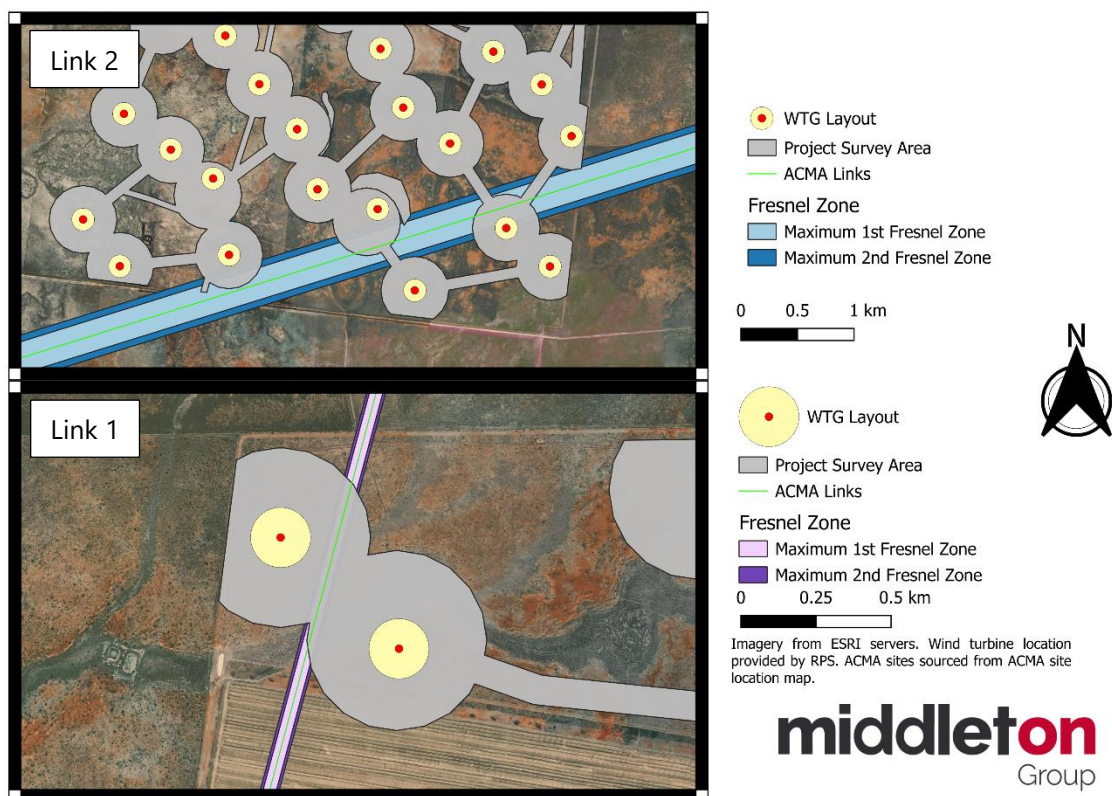 Link 2
WTG Layout
Project Survey Area
ACMA Links
Fresnel Zone
Maximum 1st Fresnel Zone
Maximum 2nd Fresnel Zone
0 0.5 1 km
N
Link 1
WTG Layout
Project Survey Area
ACMA Links
Fresnel Zone
Maximum 1st Fresnel Zone
Maximum 2nd Fresnel Zone
0 0.25 0.5 km
Imagery from ESRI servers. Wind turbine location
provided by RPS. ACMA sites sourced from ACMA site
location map.
middleton
Group